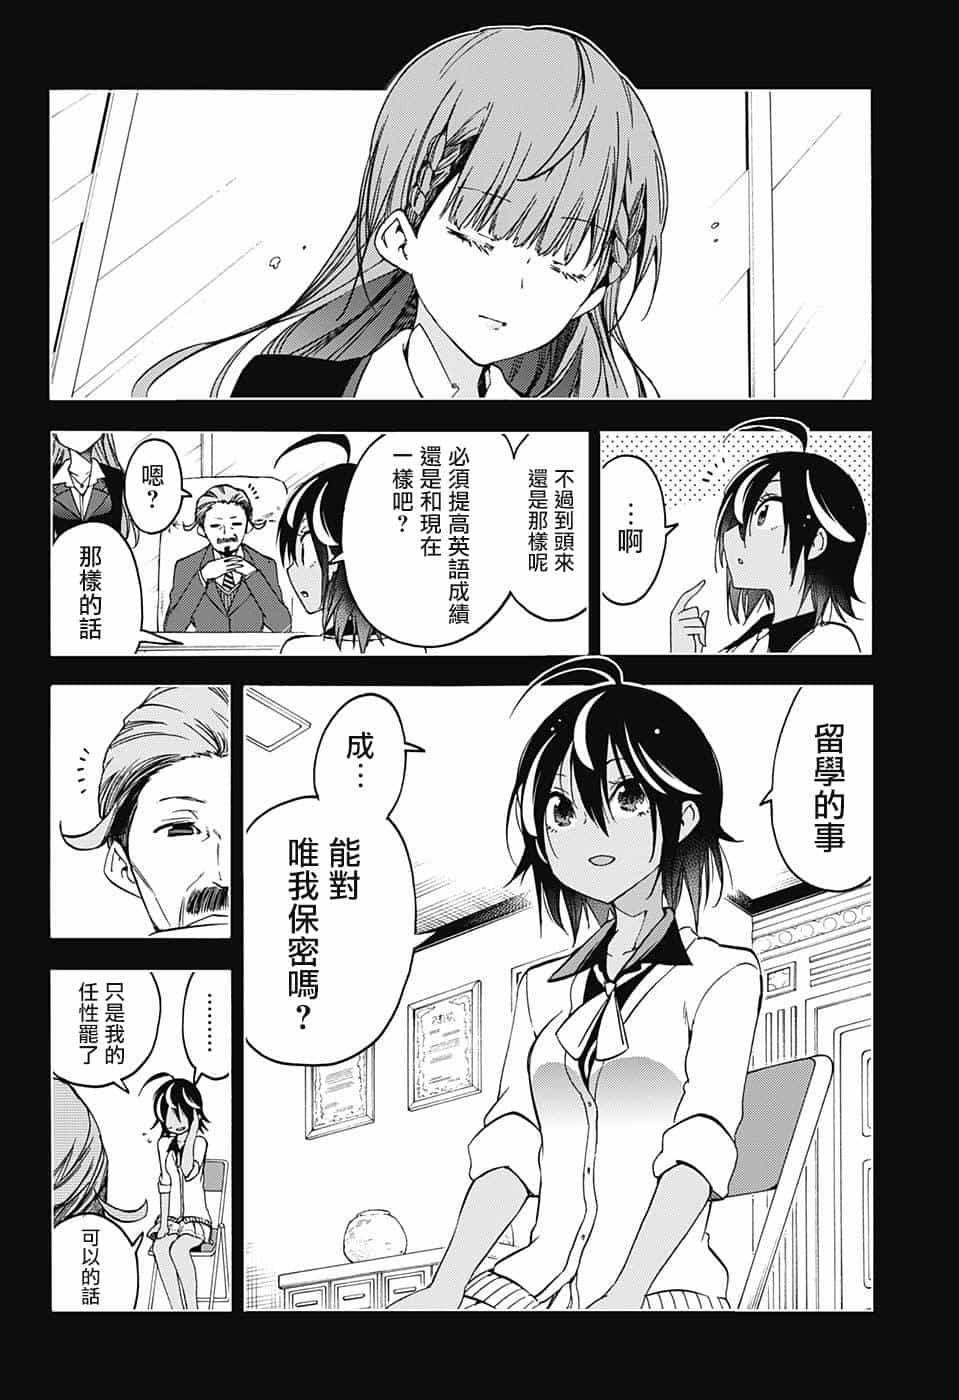 …啊
不過到頭來
還是那樣呢
必須提高英語成績
還是和現在
一樣吧？
嗯？
那樣的話
留學的事
成…
能對
唯我保密嗎？
……
只是我的
任性罷了
可以的話